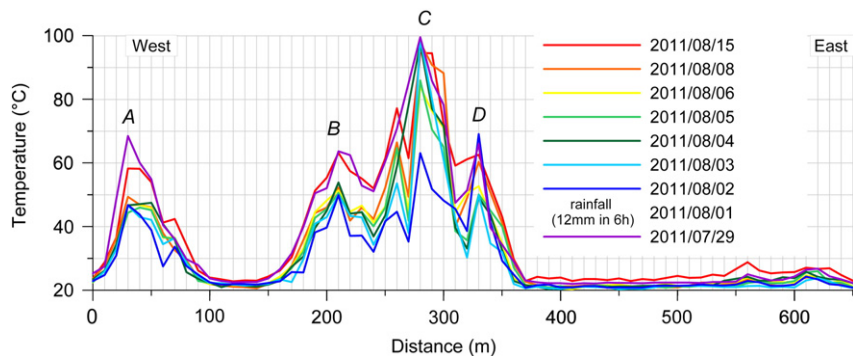 C
100
West
2011/08/15
East
2011/08/08
80
2011/08/06
A
B
D
2011/08/05
60
2011/08/04
2011/08/03
2011/08/02
40
rainfall
2011/08/01
(12mm in 6h)
2011/07/29
20
0
100
200
300
400
500
600
Temperature (°C)
Distance (m)